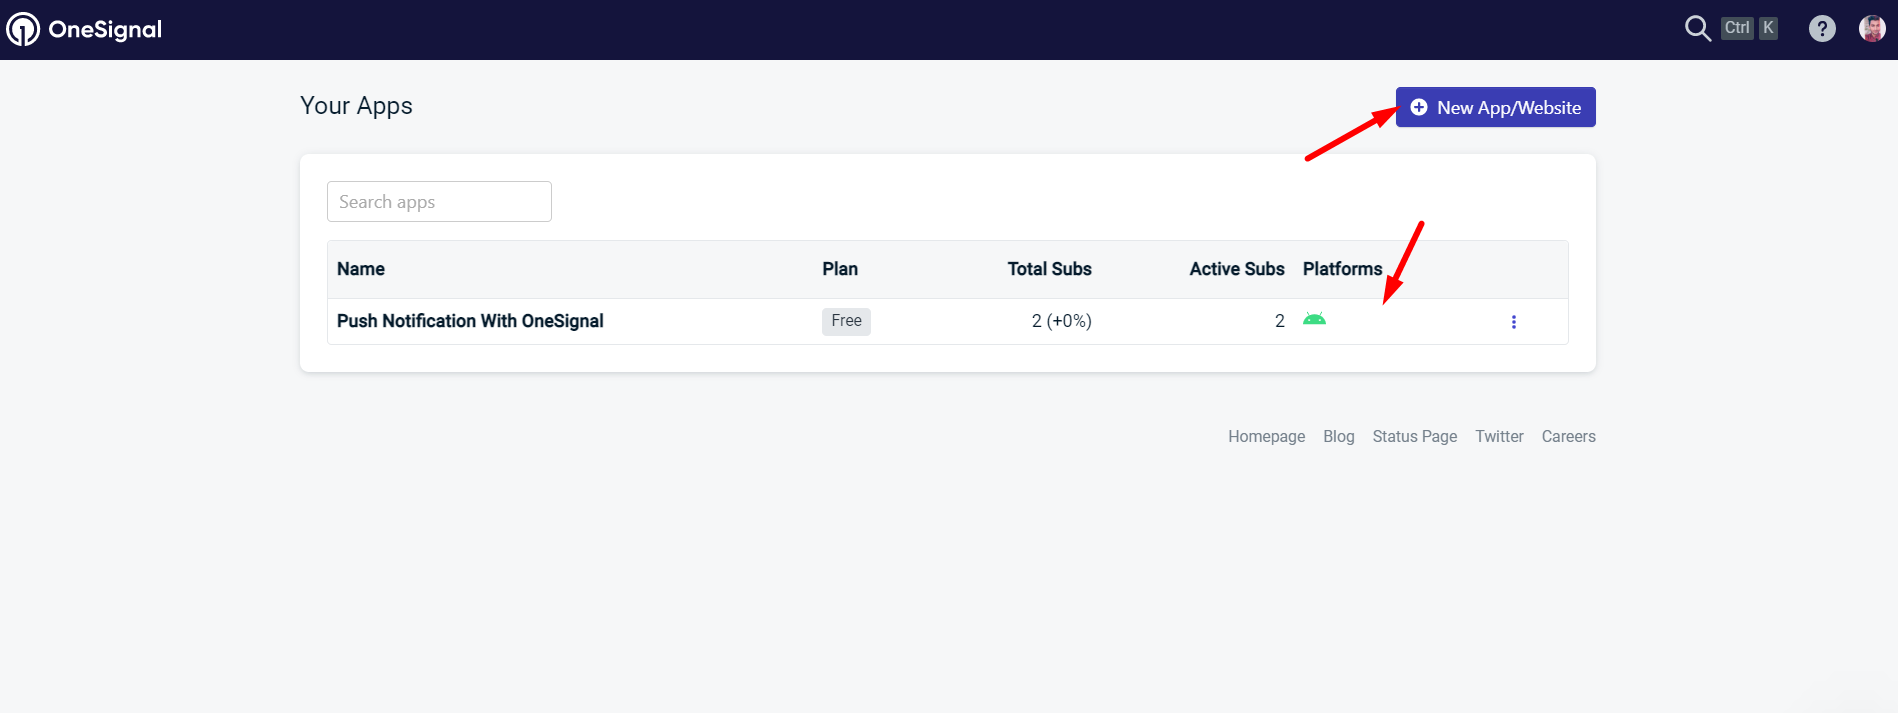 OneSignal
Ctrl K
?
Your Apps
New App/Website
Search apps
Name Plan Total Subs Active Subs Platforms
Push Notification With OneSignal Free 2 (+0%) 2
Homepage Blog Status Page Twitter Careers